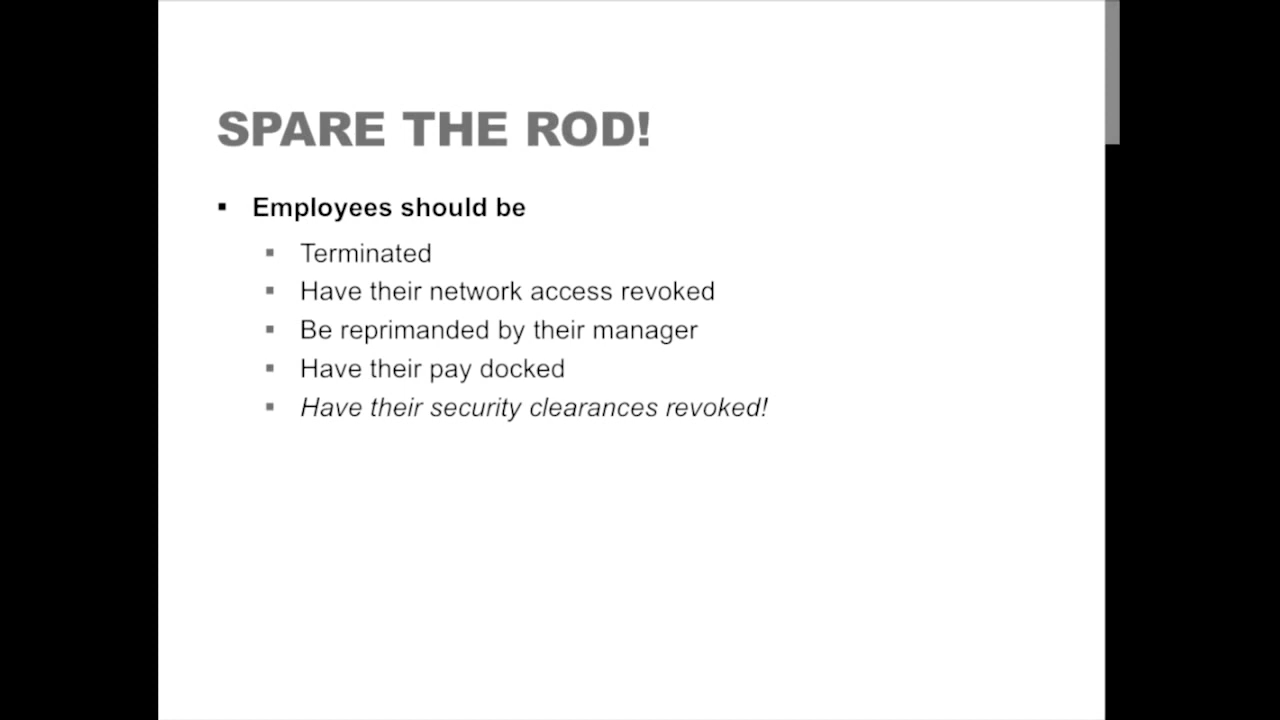 SPARE THE ROD!
▪ Employees should be
▪ Terminated
▪ Have their network access revoked
▪ Be reprimanded by their manager
▪ Have their pay docked
▪ Have their security clearances revoked!